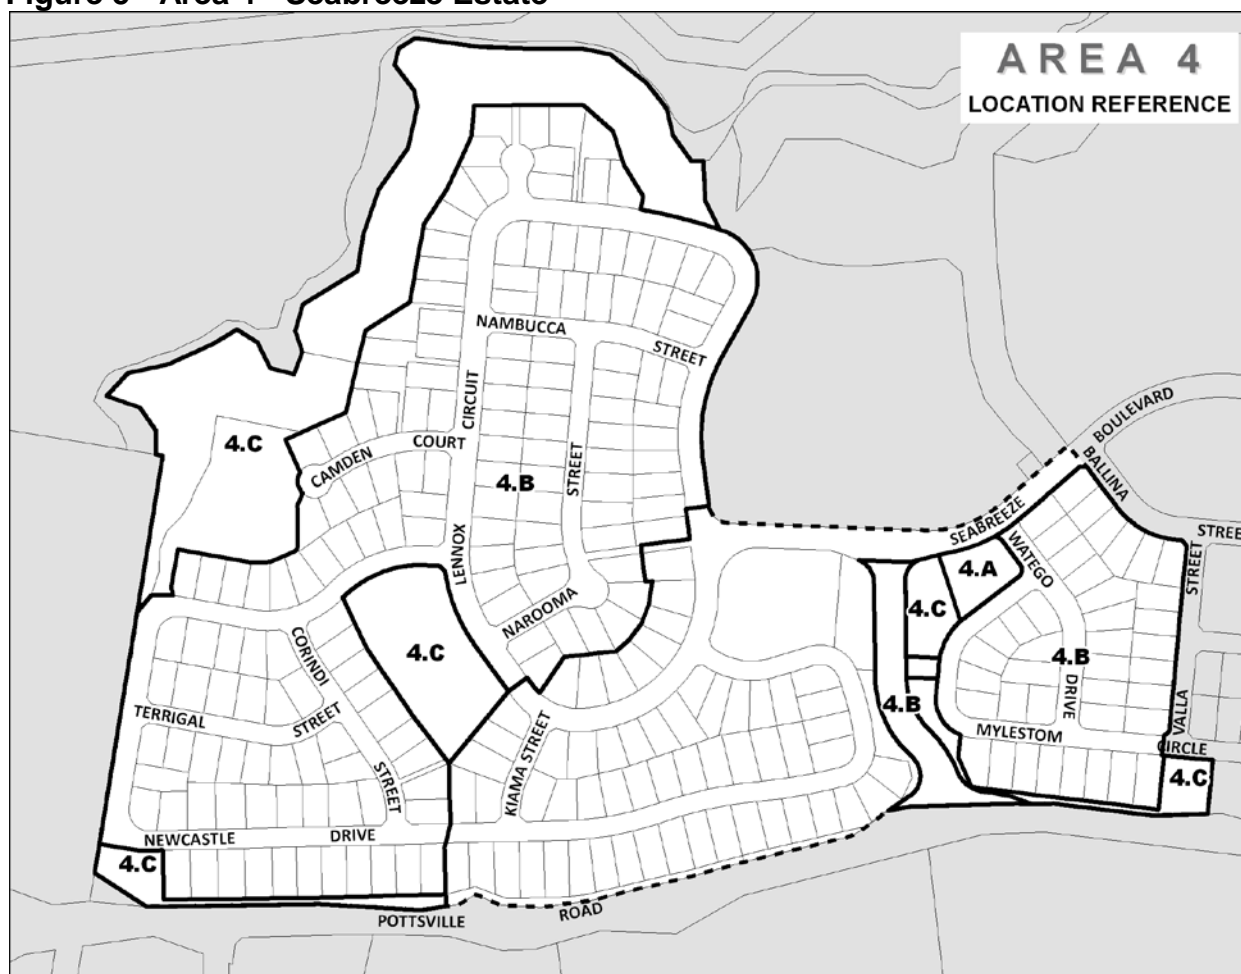 AREA 4
LOCATION REFERENCE
NAMBUCCA
STREET
CIRCUIT
BOULEVARD
CAMDEN
COURT
4.C
STREET
4.B
BALLINA
SEABREEZE
LENNOX
WATEGO
STREET
4.A
4.C
NAROOMA
CORINDI
4.C
4.B
DRIVE
4.B
TERRIGAL
STREET
VALLA
MYLESTOM
CIRCLE
KIAMA STREET
STREET
4.C
NEWCASTLE
DRIVE
4.C
POTTSVILLE
ROAD